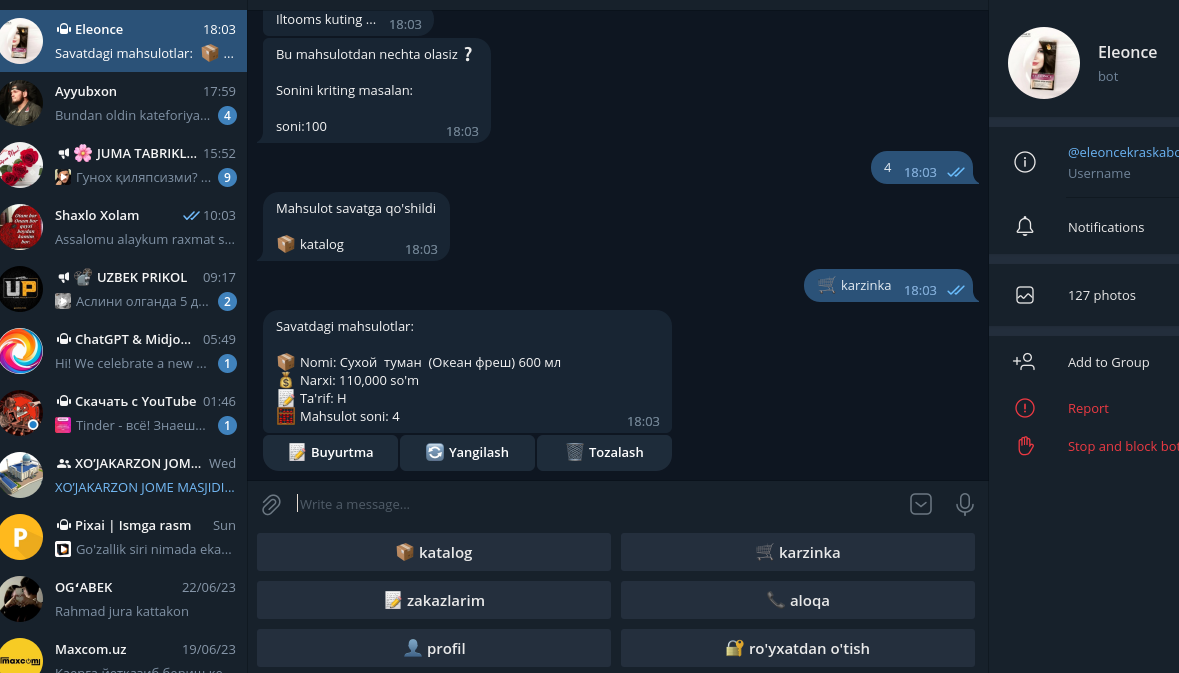 Eleonce 18:03
Savatdagi mahsulotlar: 📦 ...
Ayyubxon 17:59
Bundan oldin kateforiya... 4
🌸 JUMA TABRIKL... 15:52
Гунох қиляпсизми? ... 9
Shaxlo Xolam 10:03
Assalomu alaykum raxmat s...
UZBEK PRIKOL 09:17
Аслини олганда 5 д... 2
ChatGPT & Midjo... 05:49
Hi! We celebrate a new ... 1
Скачать с YouTube 01:46
Tinder - всё! Знаеш... 1
XO'JAKARZON JOM... Wed
XO'JAKARZON JOME MASJIDI...
P
Pixai | Ismga rasm Sun
Go'zallik siri nimada eka...
OGʻABEK 22/06/23
Rahmad jura kattakon
Maxcom.uz 19/06/23
UP
maxcom
Iltooms kuting ... 18:03
Bu mahsulotdan nechta olasiz ❓
Sonini kriting masalan:
soni:100 18:03
4 18:03
Mahsulot savatga qo'shildi
📦 katalog 18:03
🛒 karzinka 18:03
Savatdagi mahsulotlar:
📦 Nomi: Сухой туман (Океан фреш) 600 мл
💰 Narxi: 110,000 so'm
📝 Ta'rif: H
🧮 Mahsulot soni: 4 18:03
📝 Buyurtma 🔄 Yangilash 🗑 Tozalash
Write a message...
📦 katalog 🛒 karzinka
📝 zakazlarim 📞 aloqa
👤 profil 🔐 ro'yxatdan o'tish
Eleonce
bot
@eleoncekraskabo
Username
Notifications
127 photos
Add to Group
Report
Stop and block bot